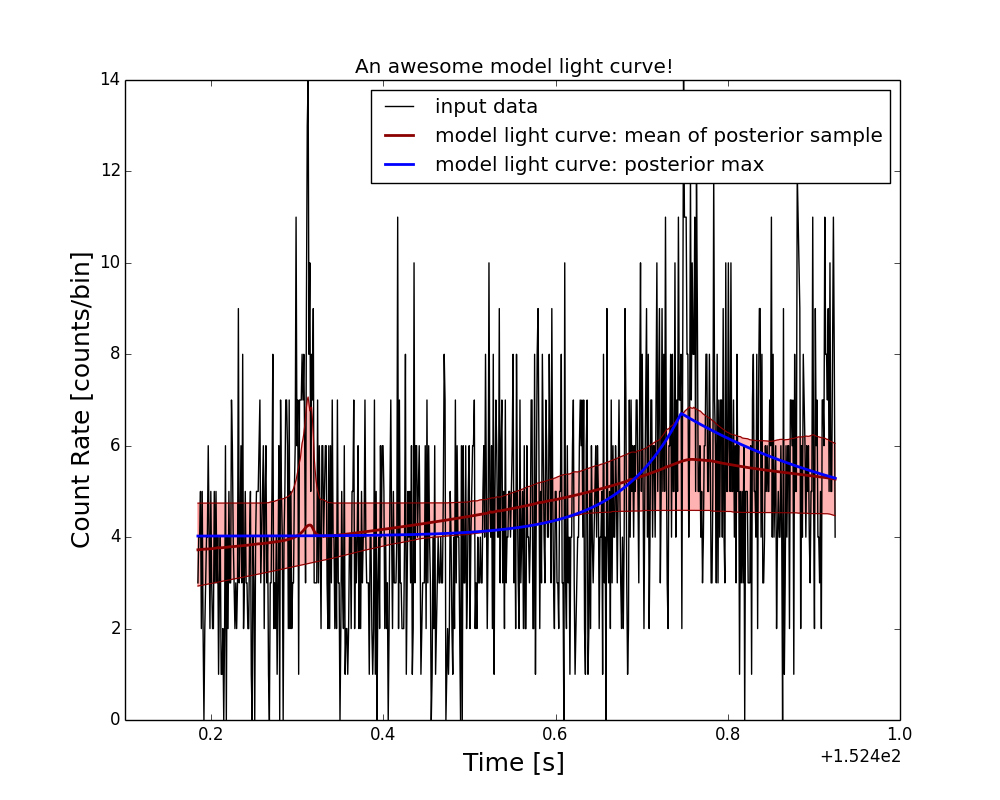 An awesome model light curve!
14
12
10
8
6
4
2
0
Count Rate [counts/bin]
input data
model light curve: mean of posterior sample
model light curve: posterior max
0.2 0.4 0.6 0.8 1.0
+1.524e2
Time [s]